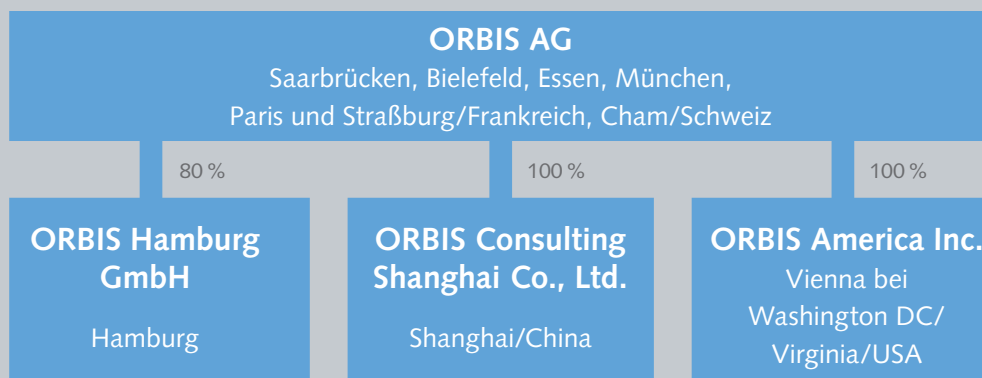 ORBIS AG
Saarbrücken, Bielefeld, Essen, München,
Paris und Straßburg/Frankreich, Cham/Schweiz
80 %
100 %
100 %
ORBIS Hamburg
GmbH
Hamburg
ORBIS Consulting
Shanghai Co., Ltd.
Shanghai/China
ORBIS America Inc.
Vienna bei
Washington DC/
Virginia/USA